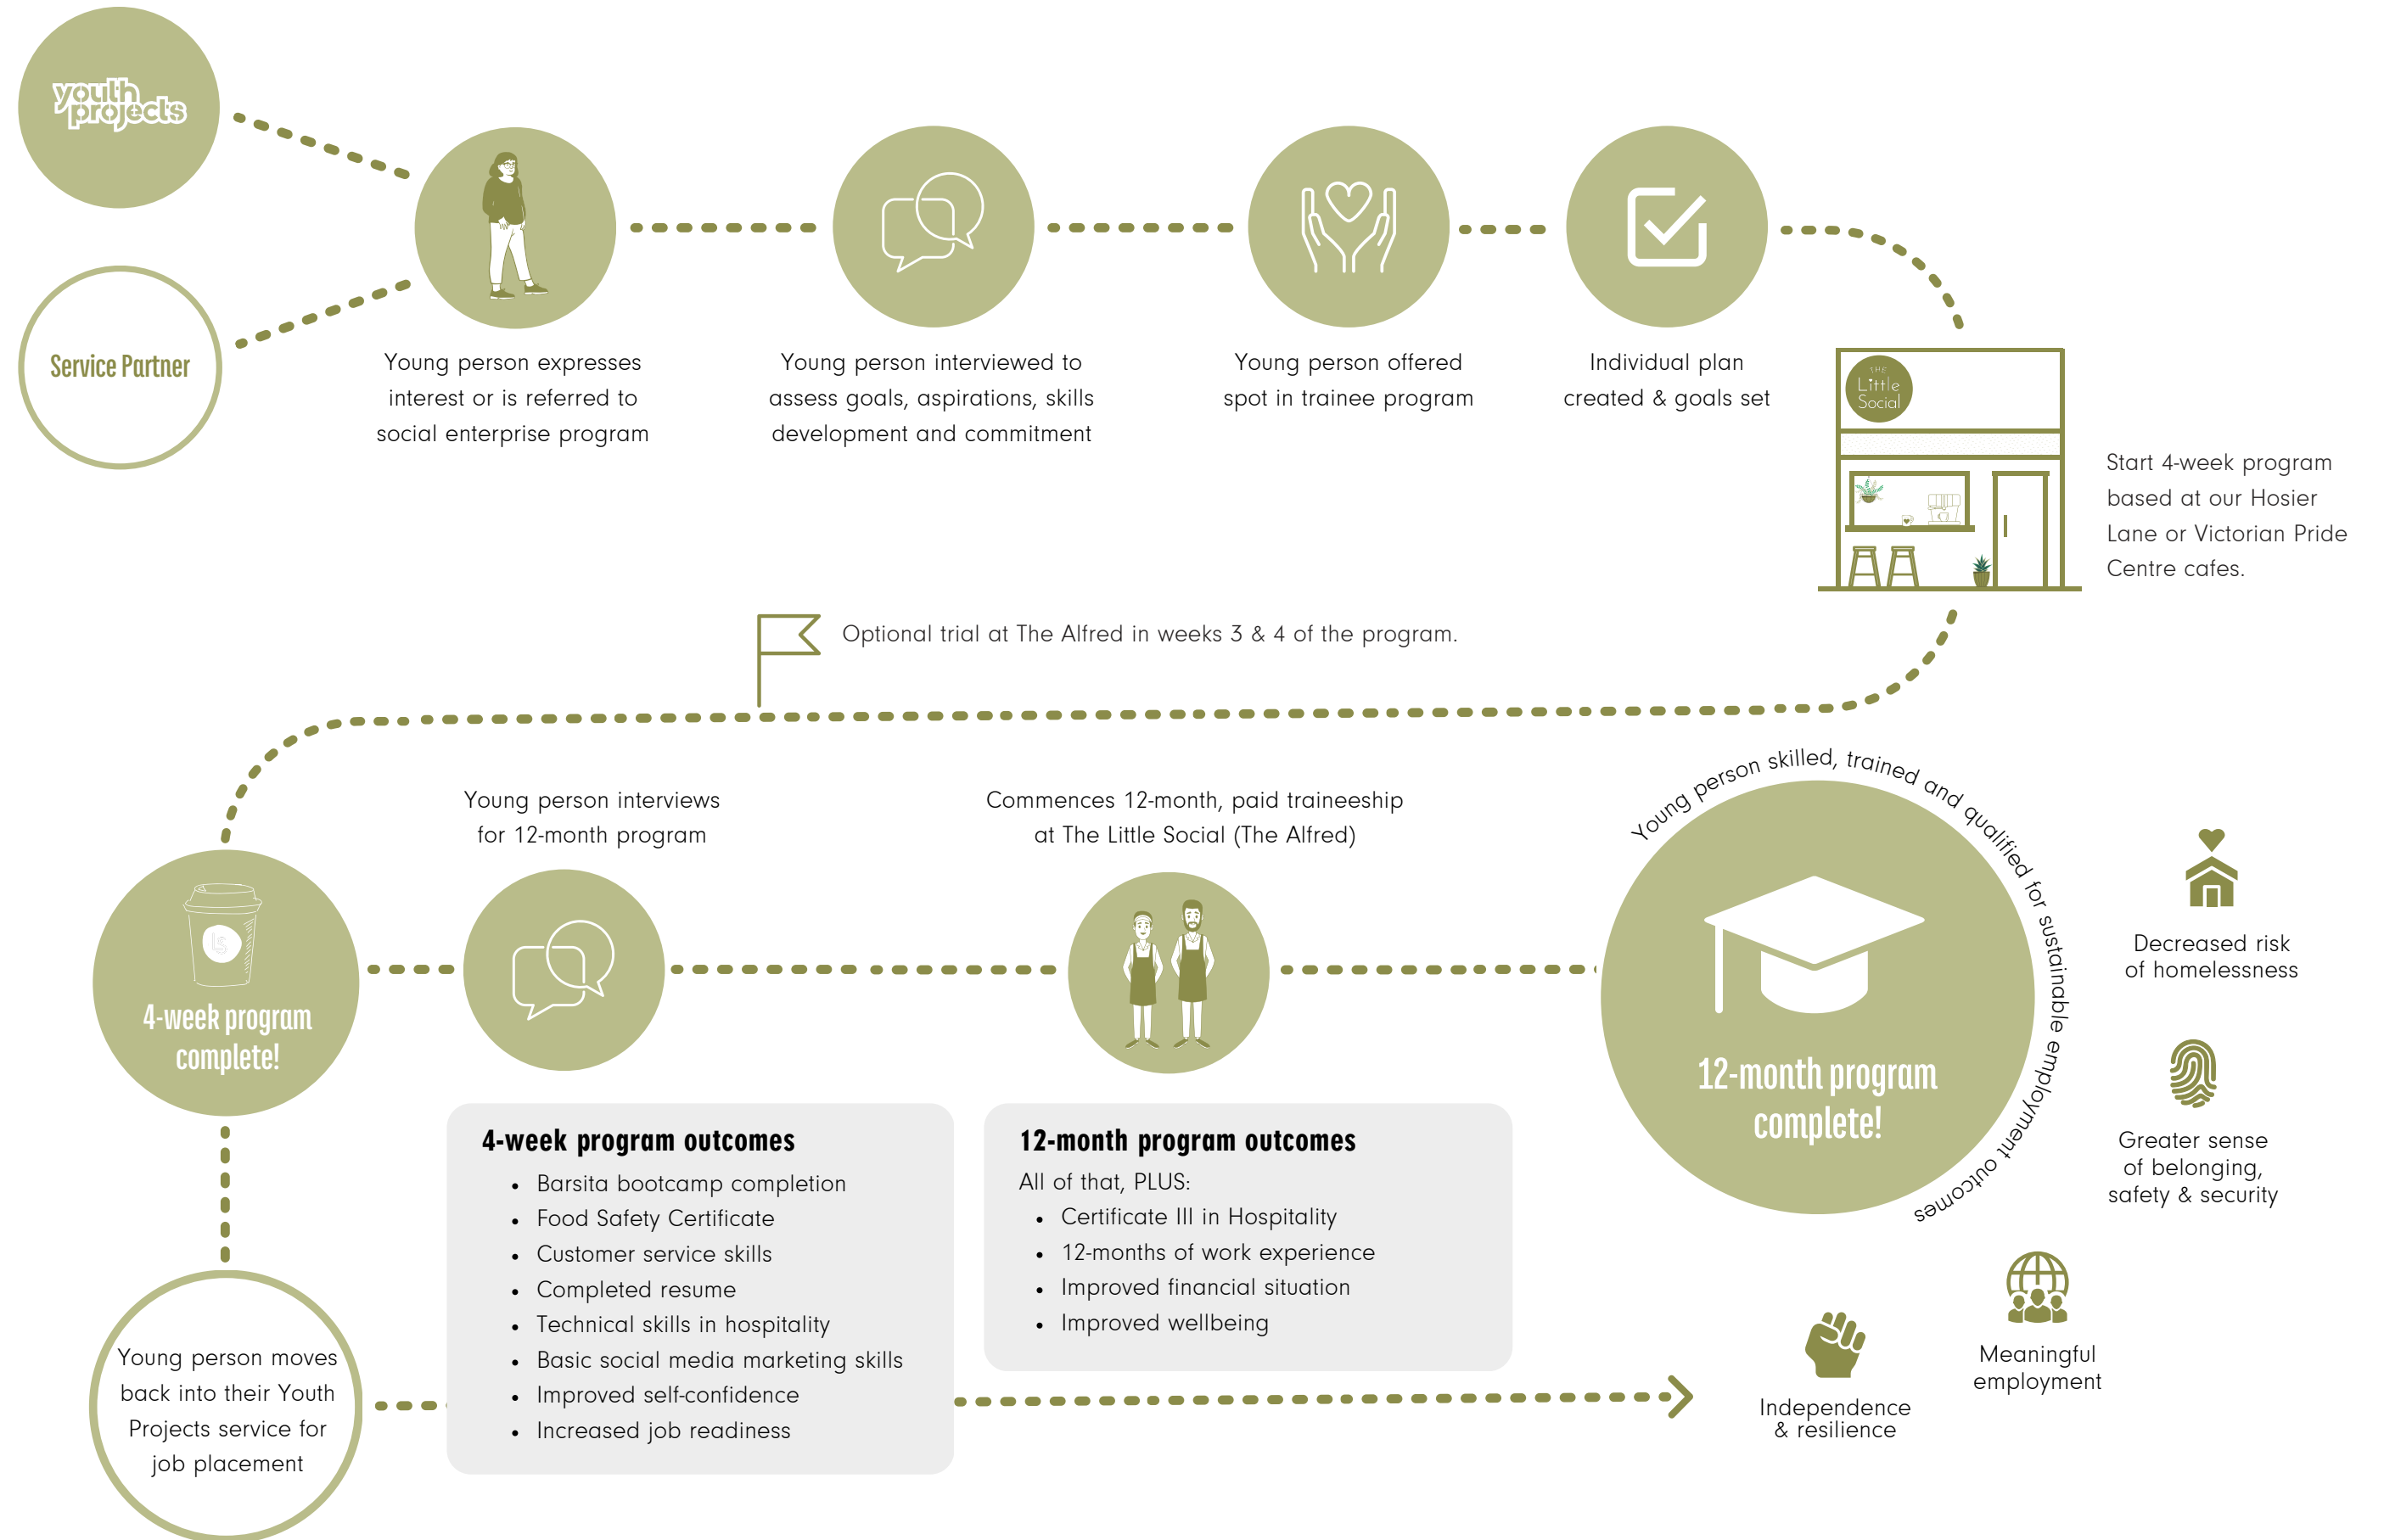 youth
projects
Service Partner
Young person expresses
interest or is referred to
social enterprise program
Young person interviewed to
assess goals, aspirations, skills
development and commitment
Young person offered
spot in trainee program
Individual plan
created & goals set
THE
Little
Social
Start 4-week program
based at our Hosier
Lane or Victorian Pride
Centre cafes.
Optional trial at The Alfred in weeks 3 & 4 of the program.
Young person interviews
for 12-month program
Commences 12-month, paid traineeship
at The Little Social (The Alfred)
Young person skilled, trained and qualified for sustainable employment outcomes
LS
4-week program
complete!
12-month program
complete!
Decreased risk
of homelessness
Greater sense
of belonging,
safety & security
Meaningful
employment
Independence
& resilience
4-week program outcomes
• Barsita bootcamp completion
• Food Safety Certificate
• Customer service skills
• Completed resume
• Technical skills in hospitality
• Basic social media marketing skills
• Improved self-confidence
• Increased job readiness
12-month program outcomes
All of that, PLUS:
• Certificate III in Hospitality
• 12-months of work experience
• Improved financial situation
• Improved wellbeing
Young person moves
back into their Youth
Projects service for
job placement